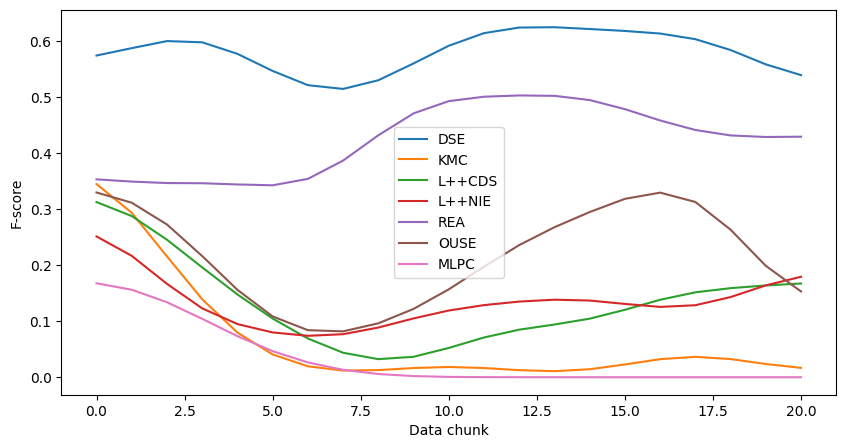 0.6
0.5
0.4
0.3
0.2
0.1
0.0
F-score
DSE
KMC
L++CDS
L++NIE
REA
OUSE
MLPC
0.0 2.5 5.0 7.5 10.0 12.5 15.0 17.5 20.0
Data chunk